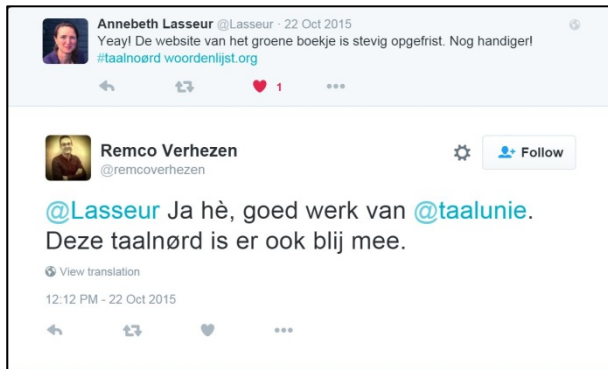 Annebeth Lasseur @Lasseur · 22 Oct 2015
Yeay! De website van het groene boekje is stevig opgefrist. Nog handiger!
#taalnoørd woordenlijst.org
1
Remco Verhezen
@remcoverhezen
Follow
@Lasseur Ja hè, goed werk van @taalunie.
Deze taalnørd is er ook blij mee.
View translation
12:12 PM - 22 Oct 2015